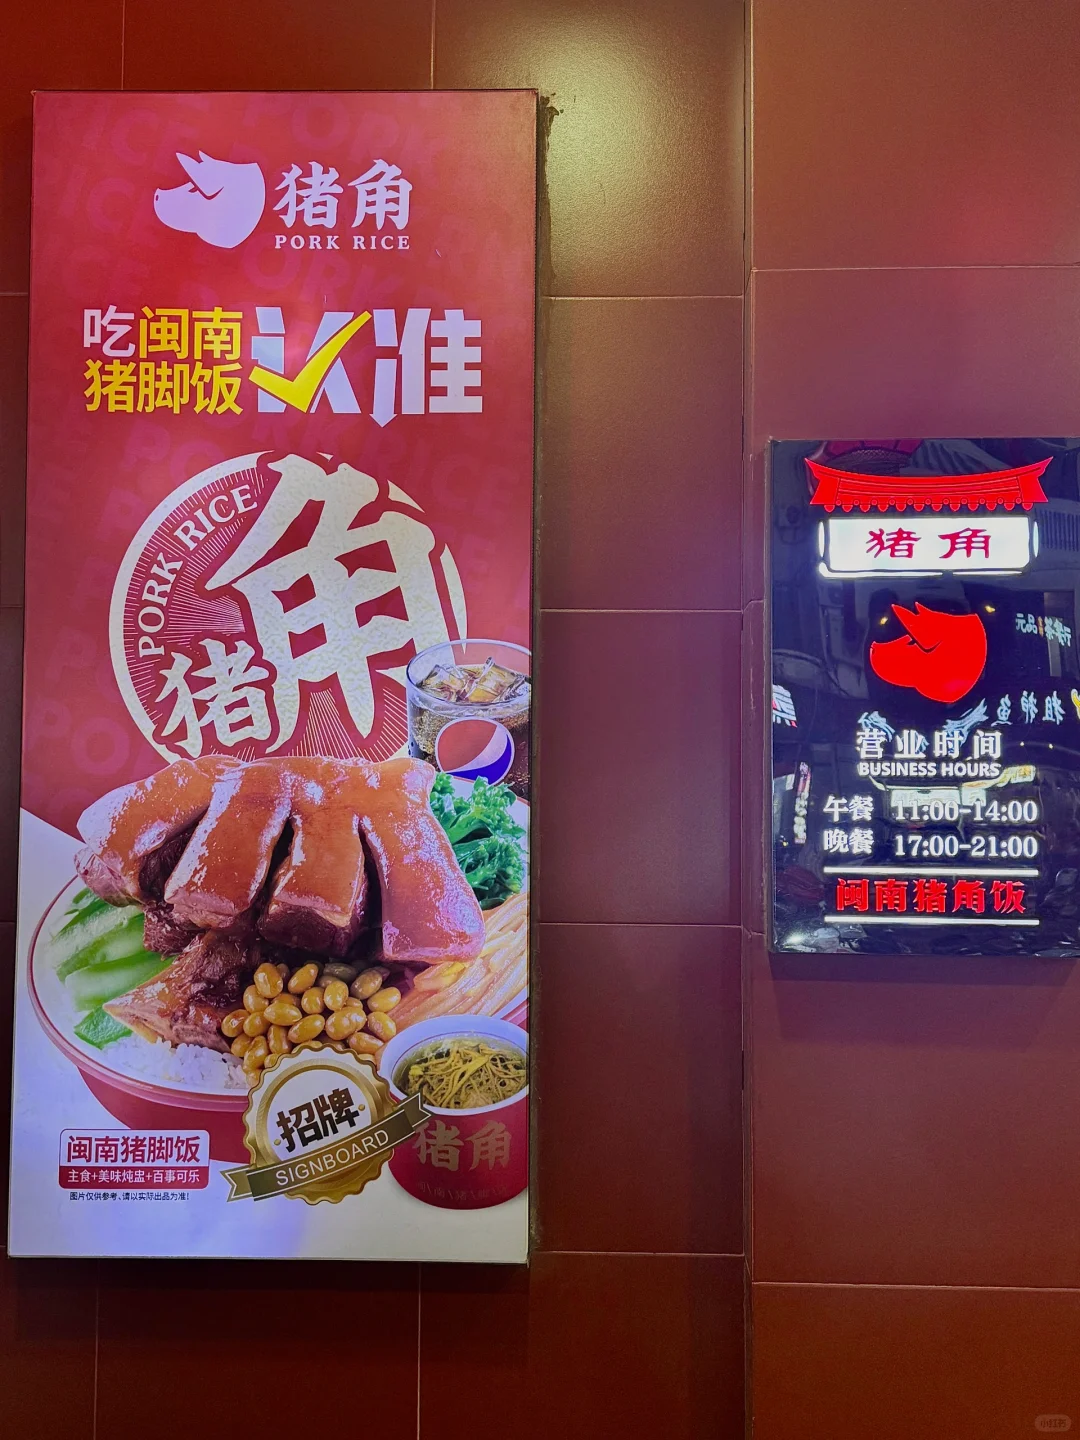 猪角
PORK RICE
吃闽南
猪脚饭
认准
PORK RICE
猪角
招牌
SIGNBOARD
猪角
闽南猪脚饭
主食+美味炖盅+百事可乐
图片仅供参考,请以实际出品为准!
猪角
营业时间
BUSINESS HOURS
午餐 11:00-14:00
晚餐 17:00-21:00
闽南猪角饭
小红书